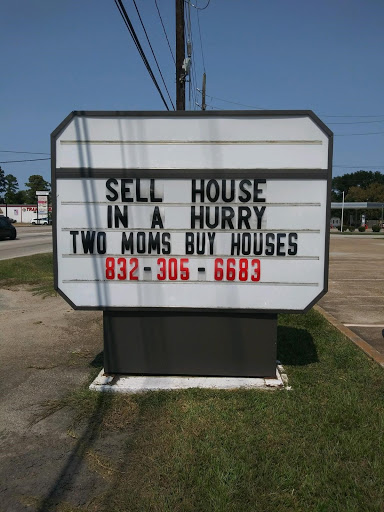 SELL HOUSE
IN A HURRY
TWO MOMS BUY HOUSES
832-305-6683